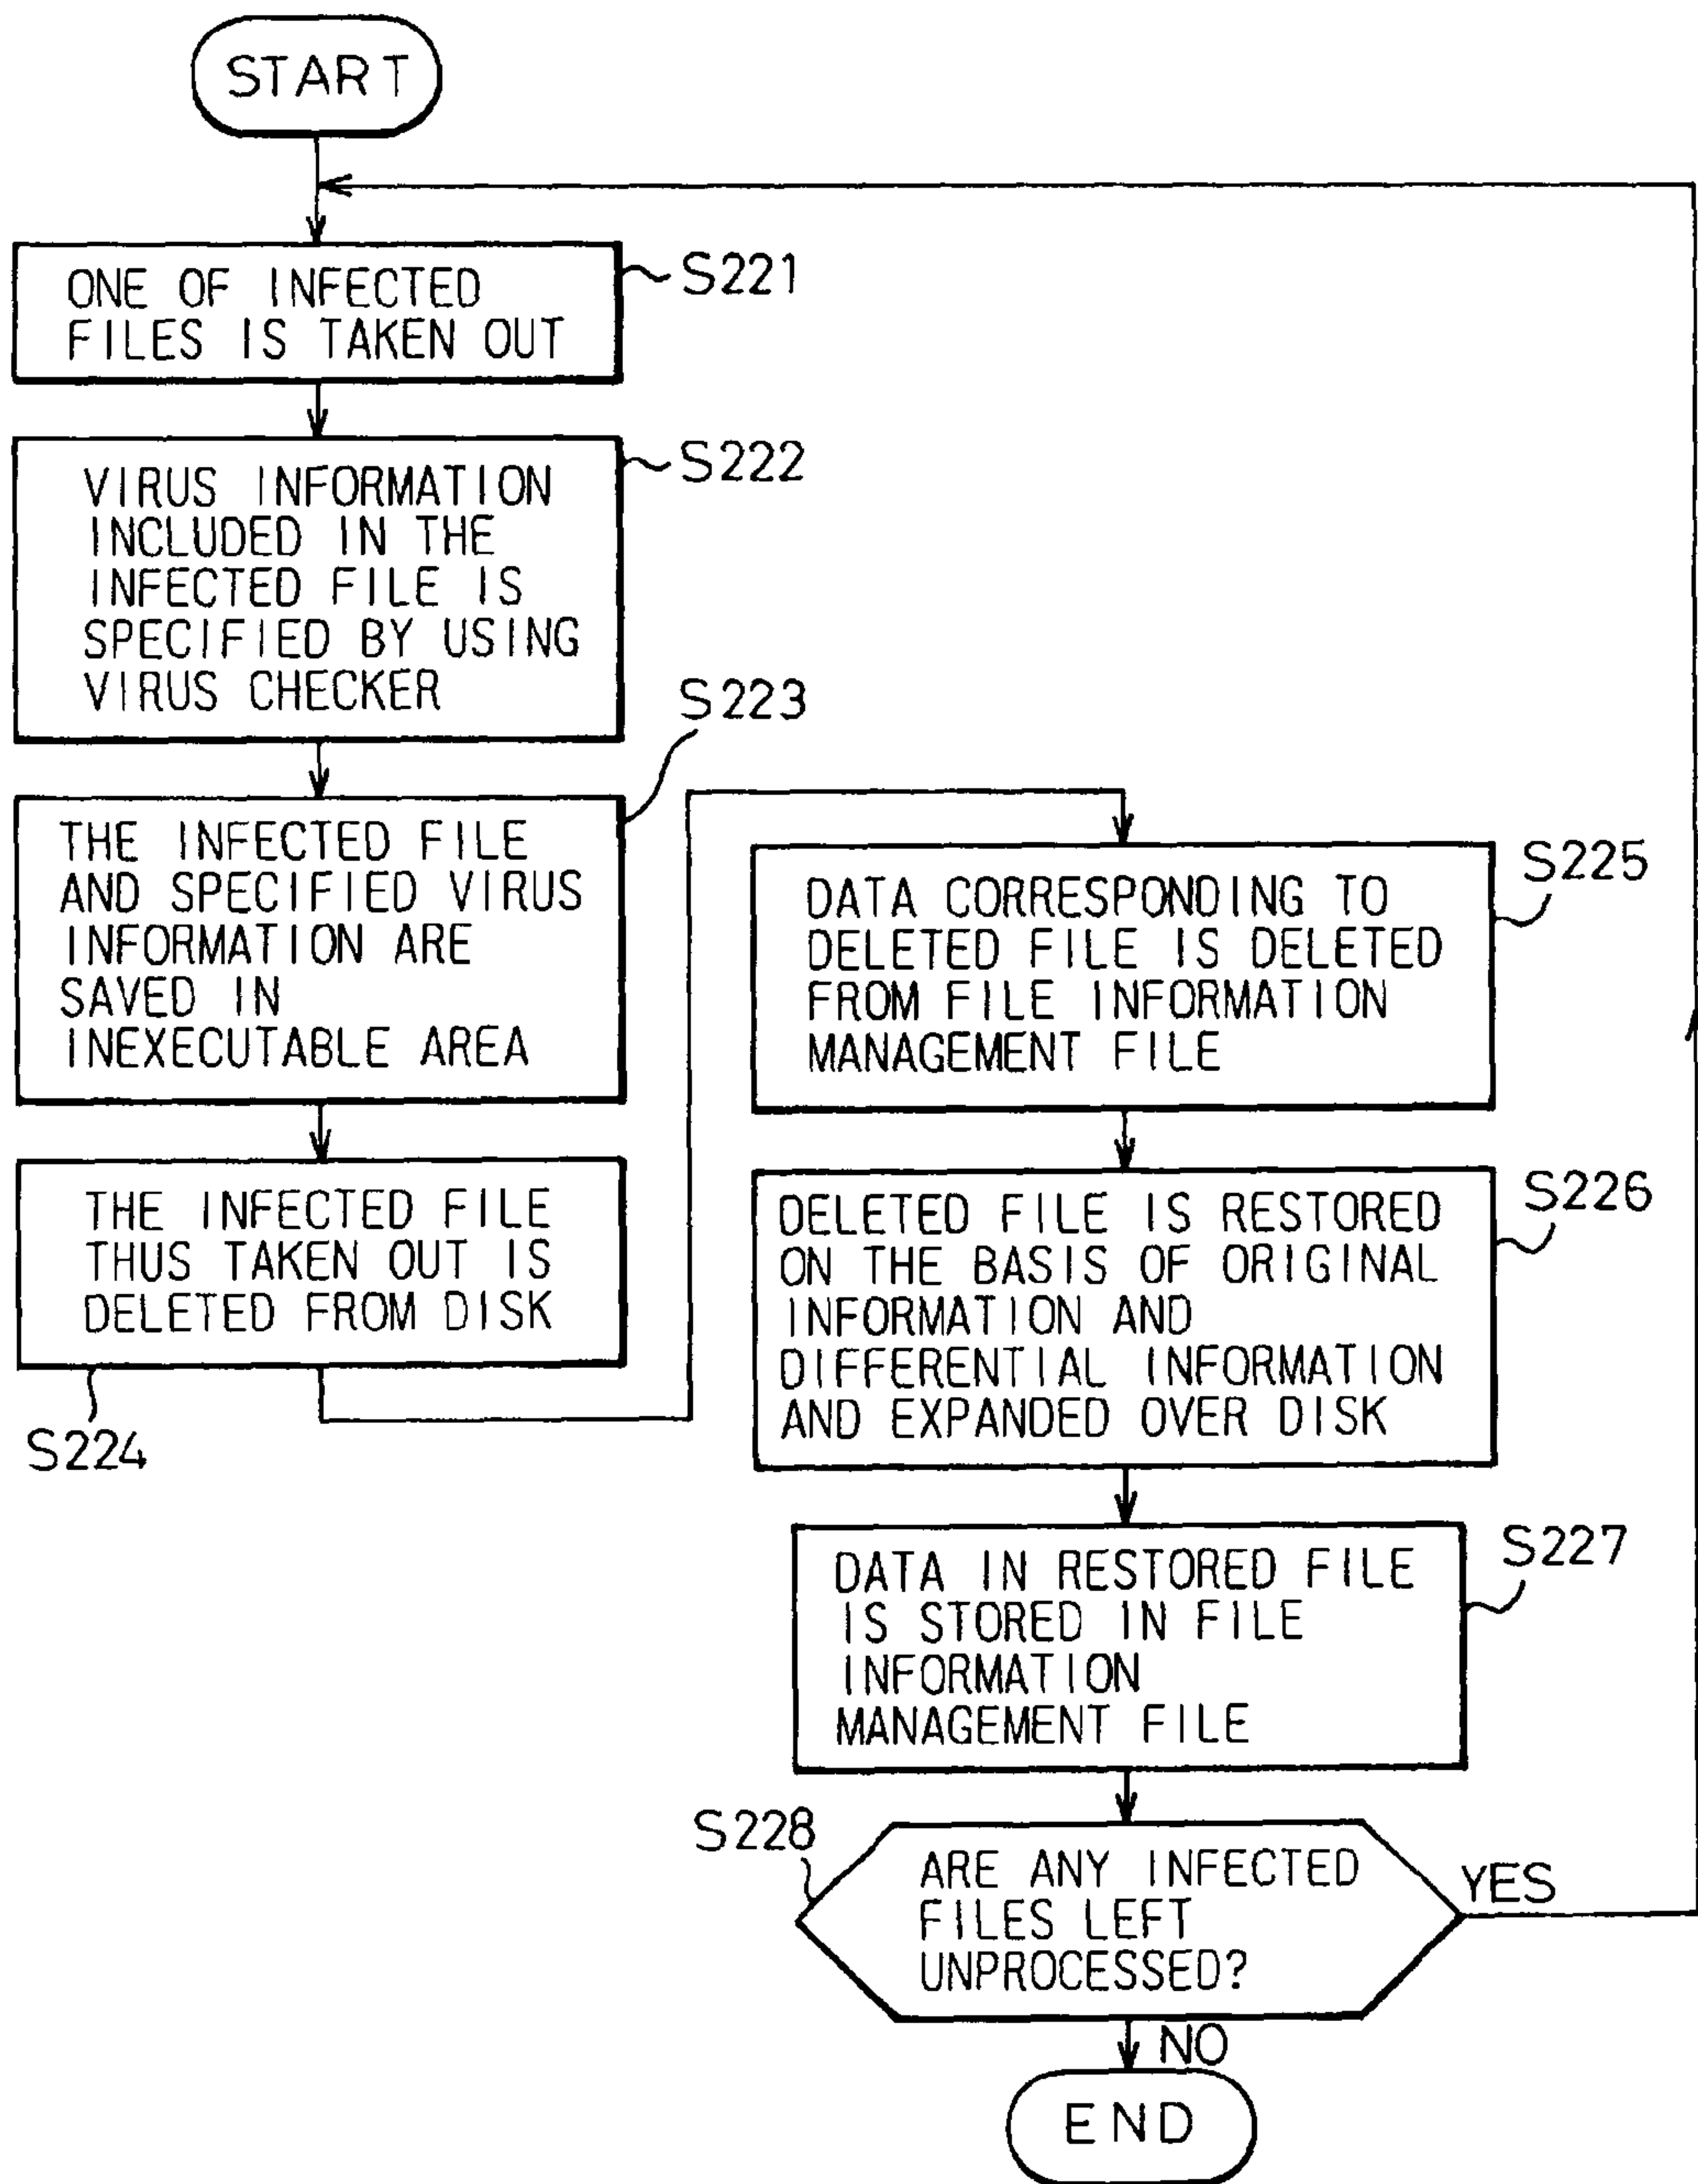 START
ONE OF INFECTED
FILES IS TAKEN OUT
S221
VIRUS INFORMATION
INCLUDED IN THE
INFECTED FILE IS
SPECIFIED BY USING
VIRUS CHECKER
S222
THE INFECTED FILE
AND SPECIFIED VIRUS
INFORMATION ARE
SAVED IN
INEXECUTABLE AREA
S223
THE INFECTED FILE
THUS TAKEN OUT IS
DELETED FROM DISK
S224
DATA CORRESPONDING TO
DELETED FILE IS DELETED
FROM FILE INFORMATION
MANAGEMENT FILE
S225
DELETED FILE IS RESTORED
ON THE BASIS OF ORIGINAL
INFORMATION AND
DIFFERENTIAL INFORMATION
AND EXPANDED OVER DISK
S226
DATA IN RESTORED FILE
IS STORED IN FILE
INFORMATION
MANAGEMENT FILE
S227
S228
ARE ANY INFECTED
FILES LEFT
UNPROCESSED?
YES
NO
END